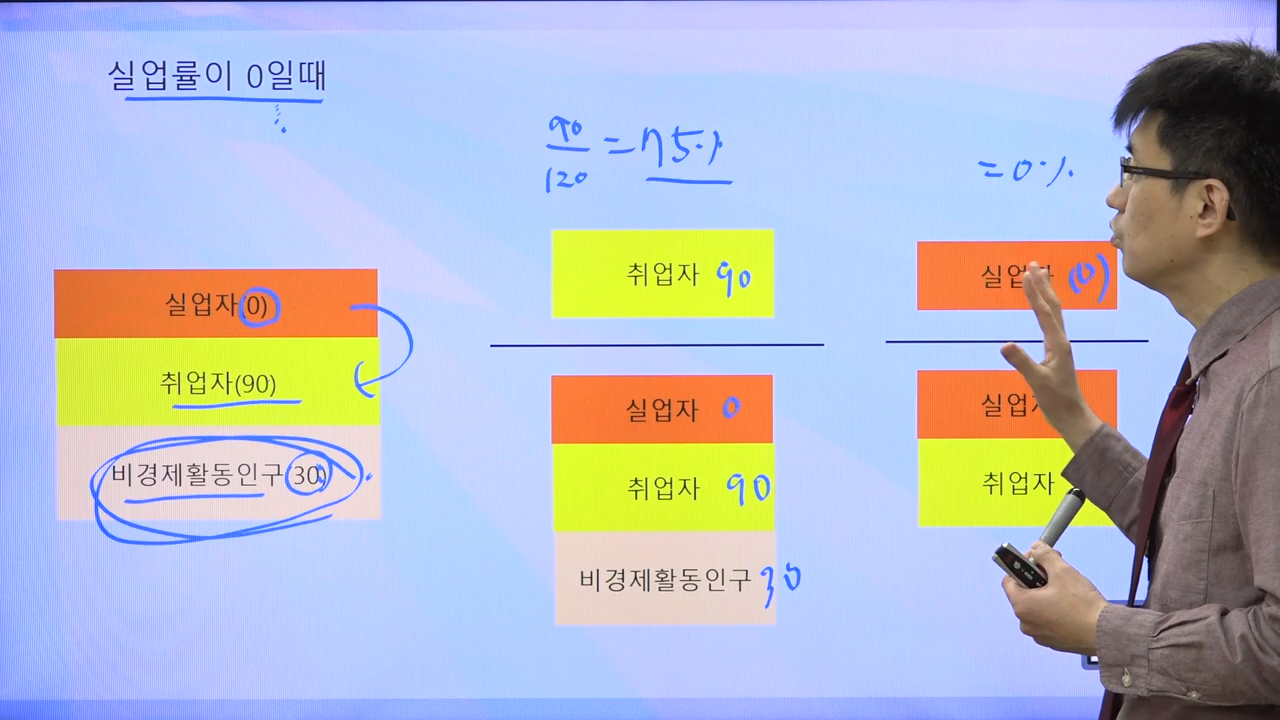 실업률이 0일때
90
120
=75%
=0%
실업자(0)
취업자(90)
비경제활동인구(30)
취업자 90
실업자 0
취업자 90
비경제활동인구 30
실업자 (0)
실업자
취업자